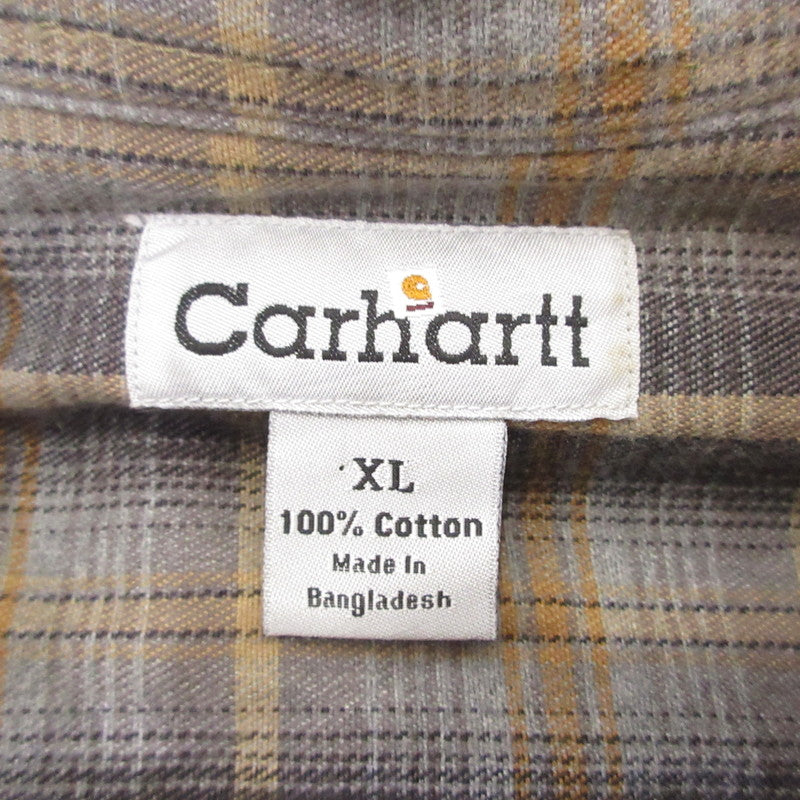 Carhartt
XL
100% Cotton
Made In
Bangladesh